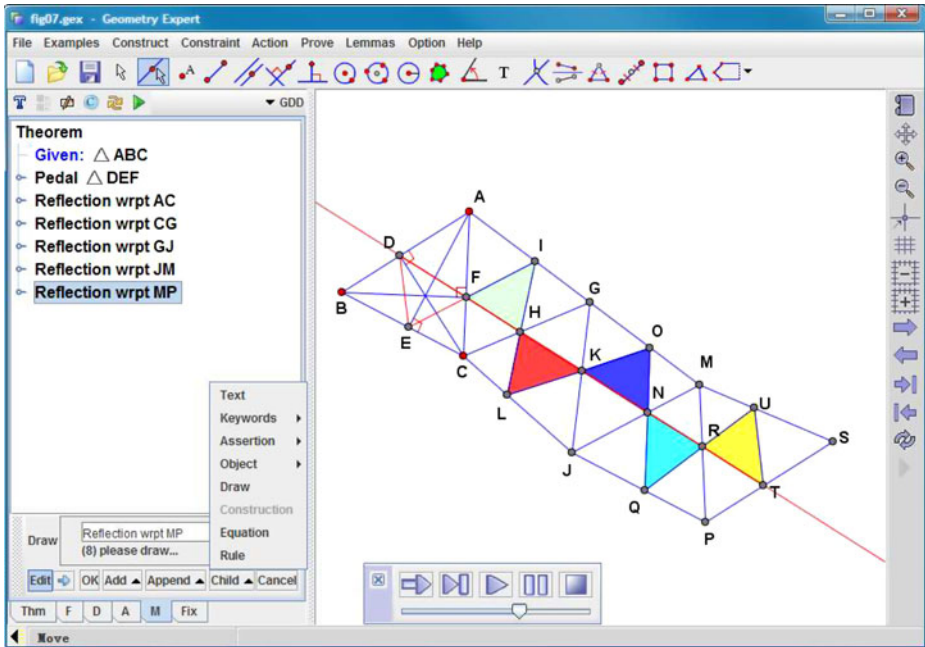 fig07.gex - Geometry Expert
File Examples Construct Constraint Action Prove Lemmas Option Help
A T
T C GDD
Theorem
Given: △ ABC
Pedal △ DEF
Reflection wrpt AC
Reflection wrpt CG
Reflection wrpt GJ
Reflection wrpt JM
Reflection wrpt MP
A
D
I
F
G
B
H
O
E
K
M
C
N
U
L
R
S
J
T
Q
P
Text
Keywords
Assertion
Object
Draw
Construction
Equation
Rule
Draw
Reflection wrpt MP
(8) please draw...
Edit OK Add Append Child Cancel
Thm F D A M Fix
Move